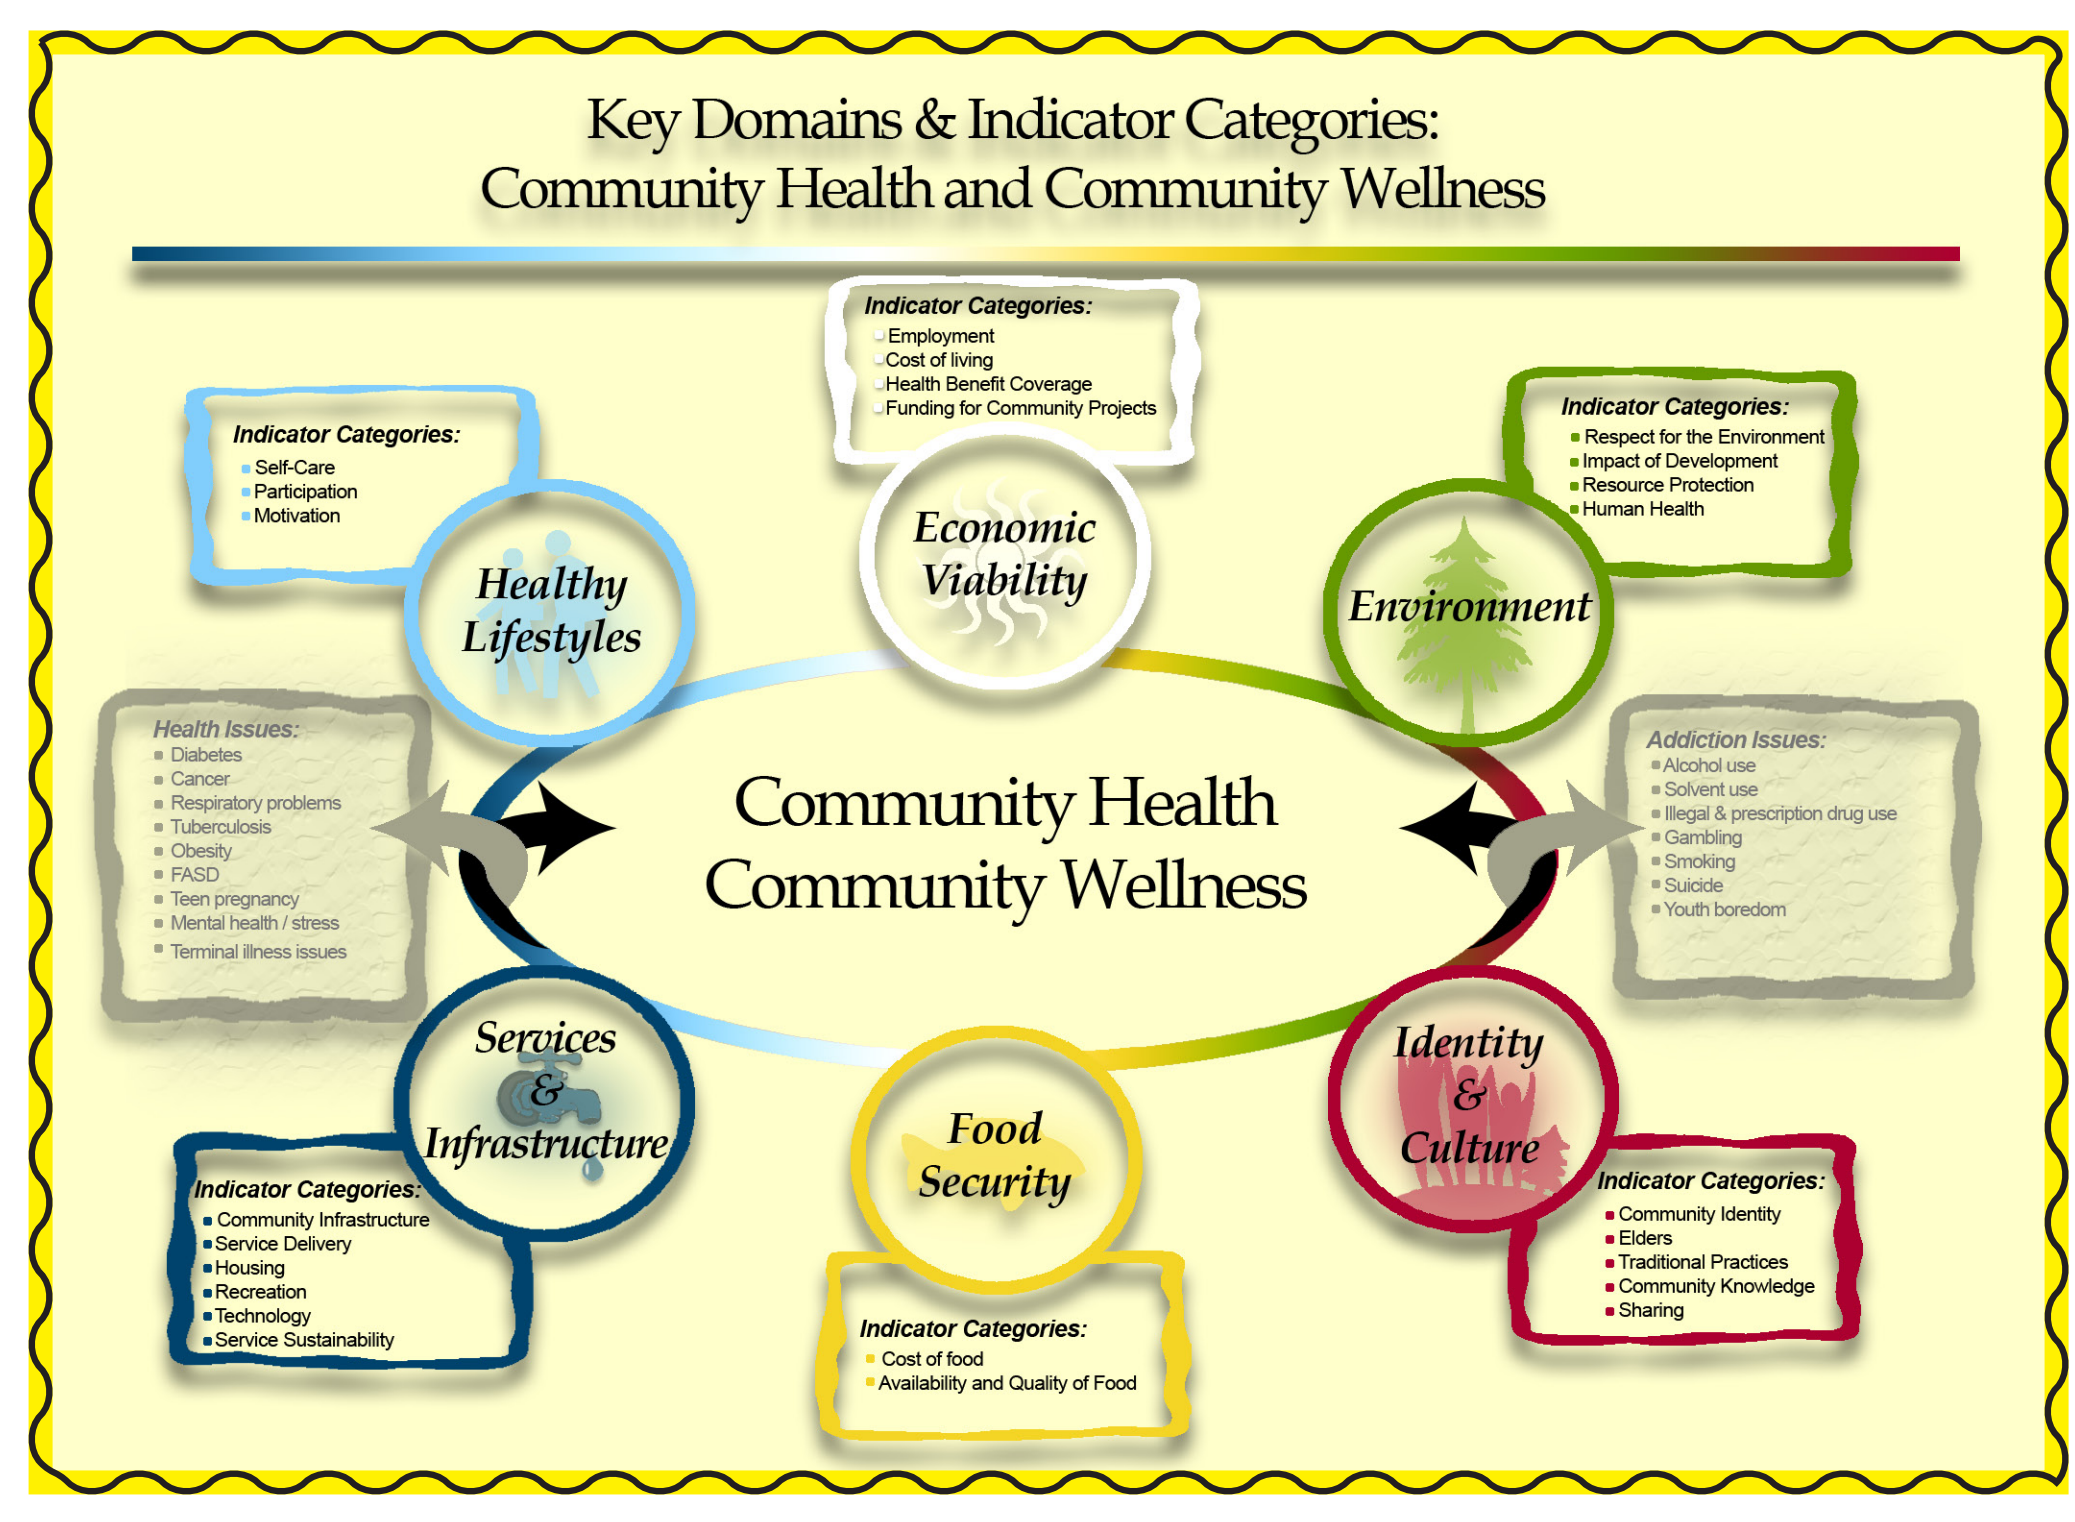 Key Domains & Indicator Categories:
Community Health and Community Wellness
Indicator Categories:
Employment
Cost of living
Health Benefit Coverage
Funding for Community Projects
Economic
Viability
Indicator Categories:
Self-Care
Participation
Motivation
Healthy
Lifestyles
Indicator Categories:
Respect for the Environment
Impact of Development
Resource Protection
Human Health
Environment
Health Issues:
Diabetes
Cancer
Respiratory problems
Tuberculosis
Obesity
FASD
Teen pregnancy
Mental health / stress
Terminal illness issues
Community Health
Community Wellness
Addiction Issues:
Alcohol use
Solvent use
Illegal & prescription drug use
Gambling
Smoking
Suicide
Youth boredom
Services
&
Infrastructure
Indicator Categories:
Community Infrastructure
Service Delivery
Housing
Recreation
Technology
Service Sustainability
Food
Security
Indicator Categories:
Cost of food
Availability and Quality of Food
Identity
&
Culture
Indicator Categories:
Community Identity
Elders
Traditional Practices
Community Knowledge
Sharing